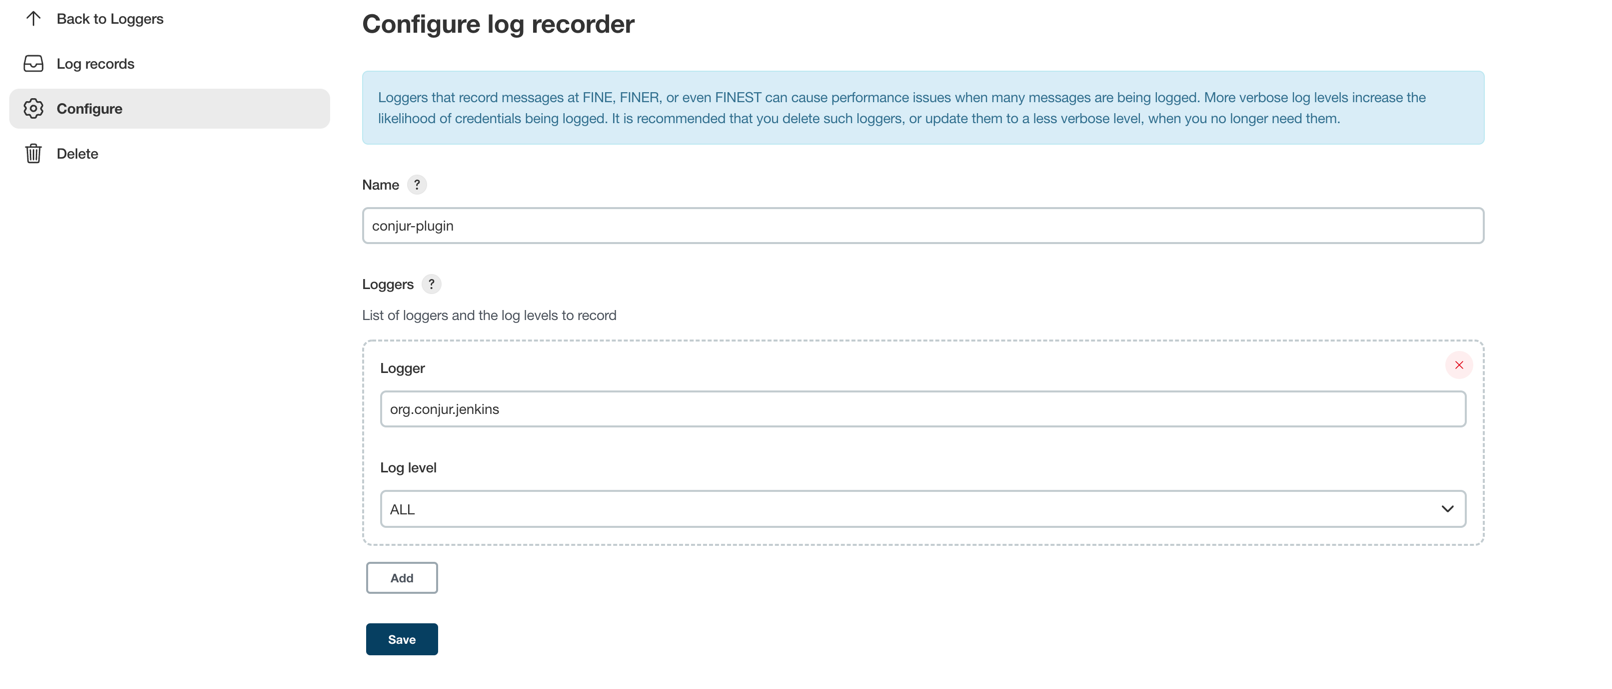 Back to Loggers
Log records
Configure
Delete
Configure log recorder
Loggers that record messages at FINE, FINER, or even FINEST can cause performance issues when many messages are being logged. More verbose log levels increase the
likelihood of credentials being logged. It is recommended that you delete such loggers, or update them to a less verbose level, when you no longer need them.
Name ?
conjur-plugin
Loggers ?
List of loggers and the log levels to record
Logger
org.conjur.jenkins
Log level
ALL
Add
Save